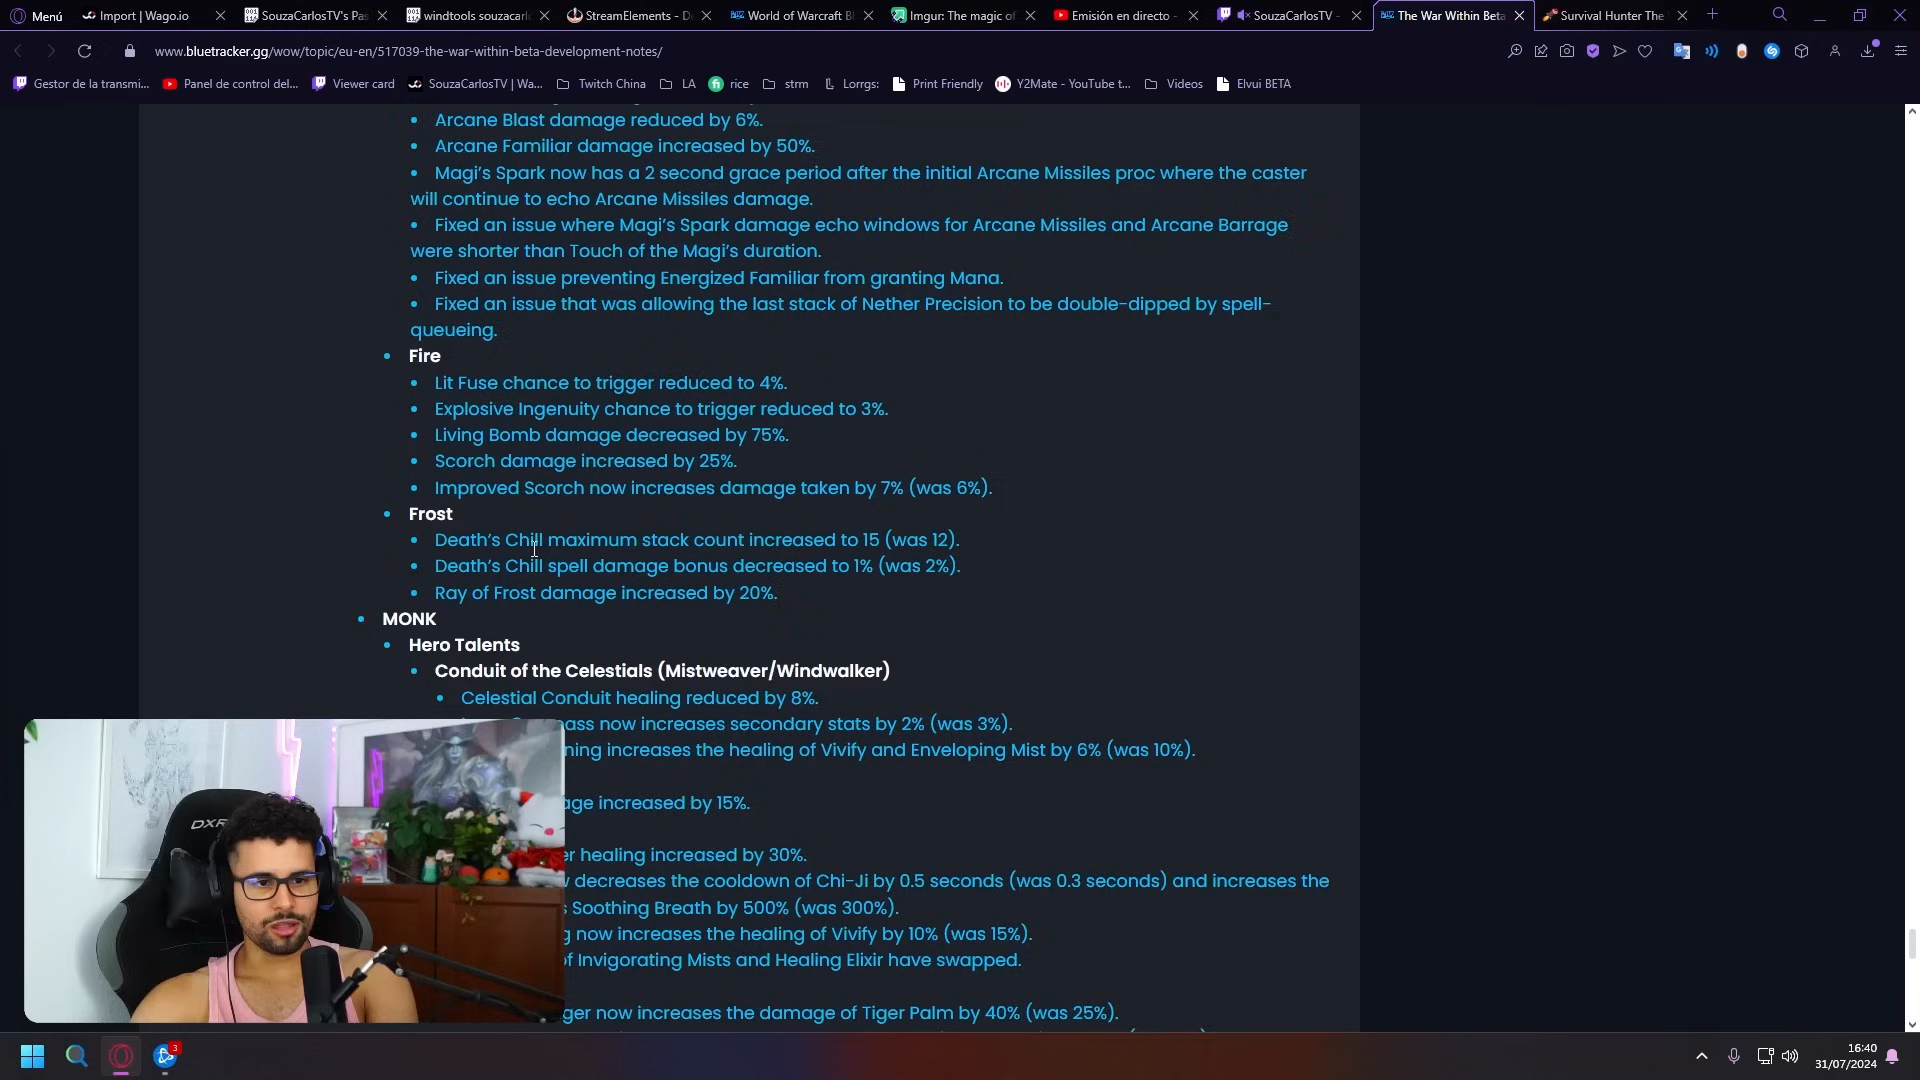 Menú
Import | Wago.io
SouzaCarlosTV's Pas
windtools souzacarl
StreamElements - D
World of Warcraft B
Imgur: The magic of
Emisión en directo -
SouzaCarlosTV -
The War Within Beta
Survival Hunter The
www.bluetracker.gg/wow/topic/eu-en/517039-the-war-within-beta-development-notes/
Gestor de la transmi...
Panel de control del...
Viewer card
SouzaCarlosTV | Wa...
Twitch China
LA
rice
strm
Lorrgs:
Print Friendly
Y2Mate - YouTube t...
Videos
Elvui BETA
Arcane Blast damage reduced by 6%.
Arcane Familiar damage increased by 50%.
Magi's Spark now has a 2 second grace period after the initial Arcane Missiles proc where the caster
will continue to echo Arcane Missiles damage.
Fixed an issue where Magi's Spark damage echo windows for Arcane Missiles and Arcane Barrage
were shorter than Touch of the Magi's duration.
Fixed an issue preventing Energized Familiar from granting Mana.
Fixed an issue that was allowing the last stack of Nether Precision to be double-dipped by spell-
queueing.
Fire
Lit Fuse chance to trigger reduced to 4%.
Explosive Ingenuity chance to trigger reduced to 3%.
Living Bomb damage decreased by 75%.
Scorch damage increased by 25%.
Improved Scorch now increases damage taken by 7% (was 6%).
Frost
Death's Chill maximum stack count increased to 15 (was 12).
Death's Chill spell damage bonus decreased to 1% (was 2%).
Ray of Frost damage increased by 20%.
MONK
Hero Talents
Conduit of the Celestials (Mistweaver/Windwalker)
Celestial Conduit healing reduced by 8%.
now increases secondary stats by 2% (was 3%).
increases the healing of Vivify and Enveloping Mist by 6% (was 10%).
increased by 15%.
healing increased by 30%.
decreases the cooldown of Chi-Ji by 0.5 seconds (was 0.3 seconds) and increases the
Soothing Breath by 500% (was 300%).
now increases the healing of Vivify by 10% (was 15%).
of Invigorating Mists and Healing Elixir have swapped.
now increases the damage of Tiger Palm by 40% (was 25%).
DXR
3
16:40
31/07/2024